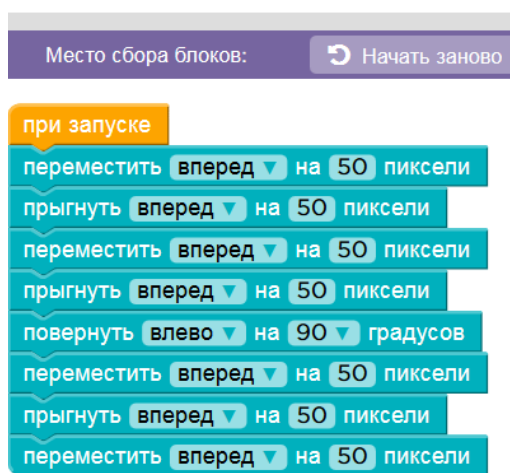 Место сбора блоков: Начать заново
при запуске
переместить вперед на 50 пиксели
прыгнуть вперед на 50 пиксели
переместить вперед на 50 пиксели
прыгнуть вперед на 50 пиксели
повернуть влево на 90 градусов
переместить вперед на 50 пиксели
прыгнуть вперед на 50 пиксели
переместить вперед на 50 пиксели